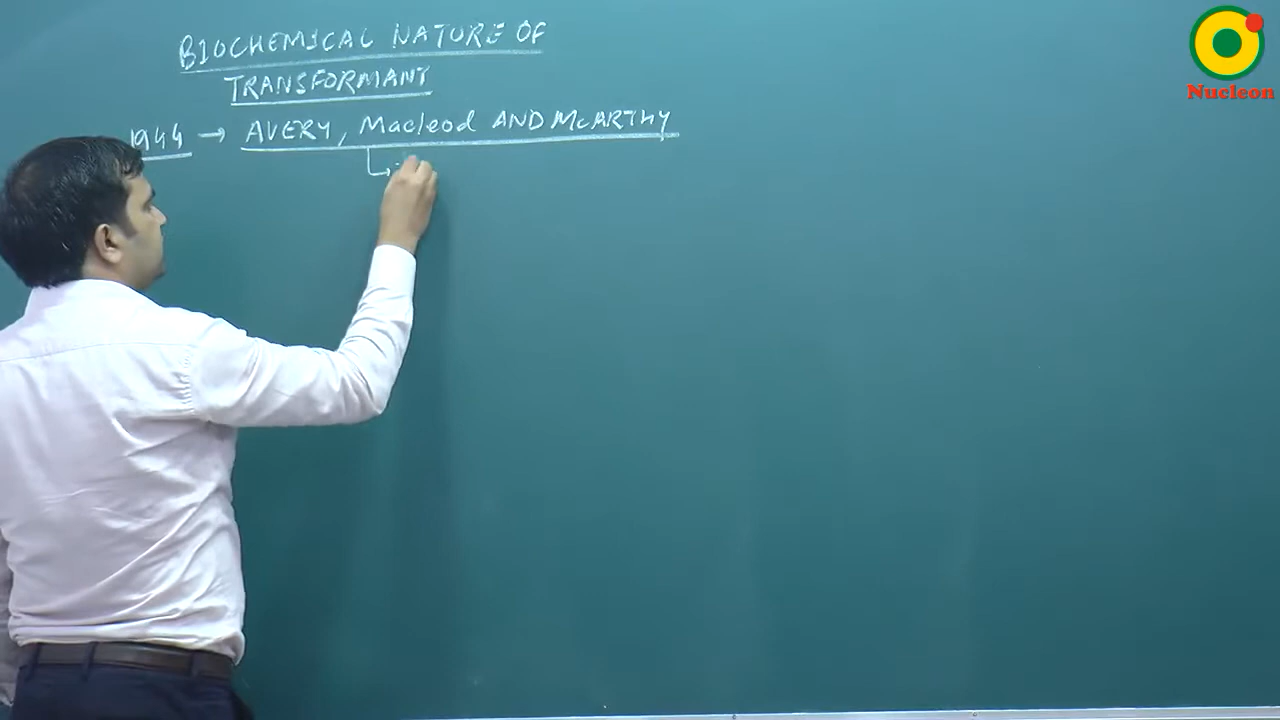 BIOCHEMICAL NATURE OF
TRANSFORMANT
1944 → AVERY, Macleod AND McARTHY
Nucleon